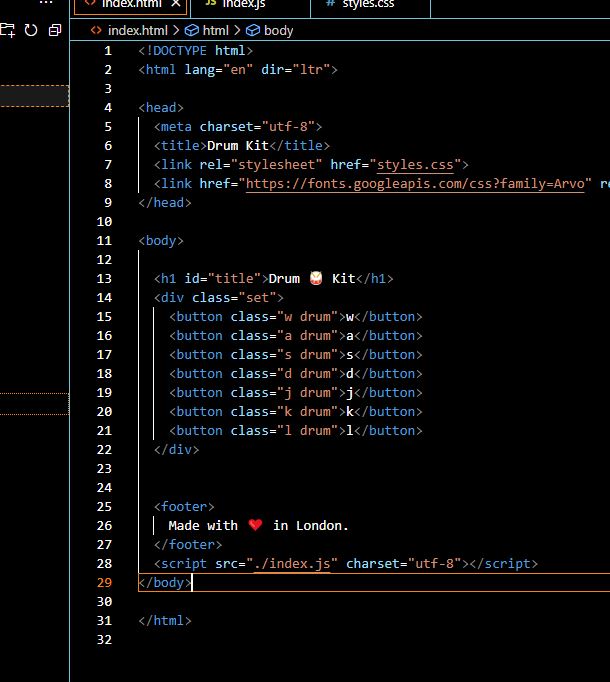 index.html × JS index.js # styles.css
<> index.html > html > body
1 <!DOCTYPE html>
2 <html lang="en" dir="ltr">
3
4 <head>
5 <meta charset="utf-8">
6 <title>Drum Kit</title>
7 <link rel="stylesheet" href="styles.css">
8 <link href="https://fonts.googleapis.com/css?family=Arvo" re
9 </head>
10
11 <body>
12
13 <h1 id="title">Drum 🥁 Kit</h1>
14 <div class="set">
15 <button class="w drum">w</button>
16 <button class="a drum">a</button>
17 <button class="s drum">s</button>
18 <button class="d drum">d</button>
19 <button class="j drum">j</button>
20 <button class="k drum">k</button>
21 <button class="l drum">l</button>
22 </div>
23
24
25 <footer>
26 Made with ❤️ in London.
27 </footer>
28 <script src="./index.js" charset="utf-8"></script>
29 </body>
30
31 </html>
32